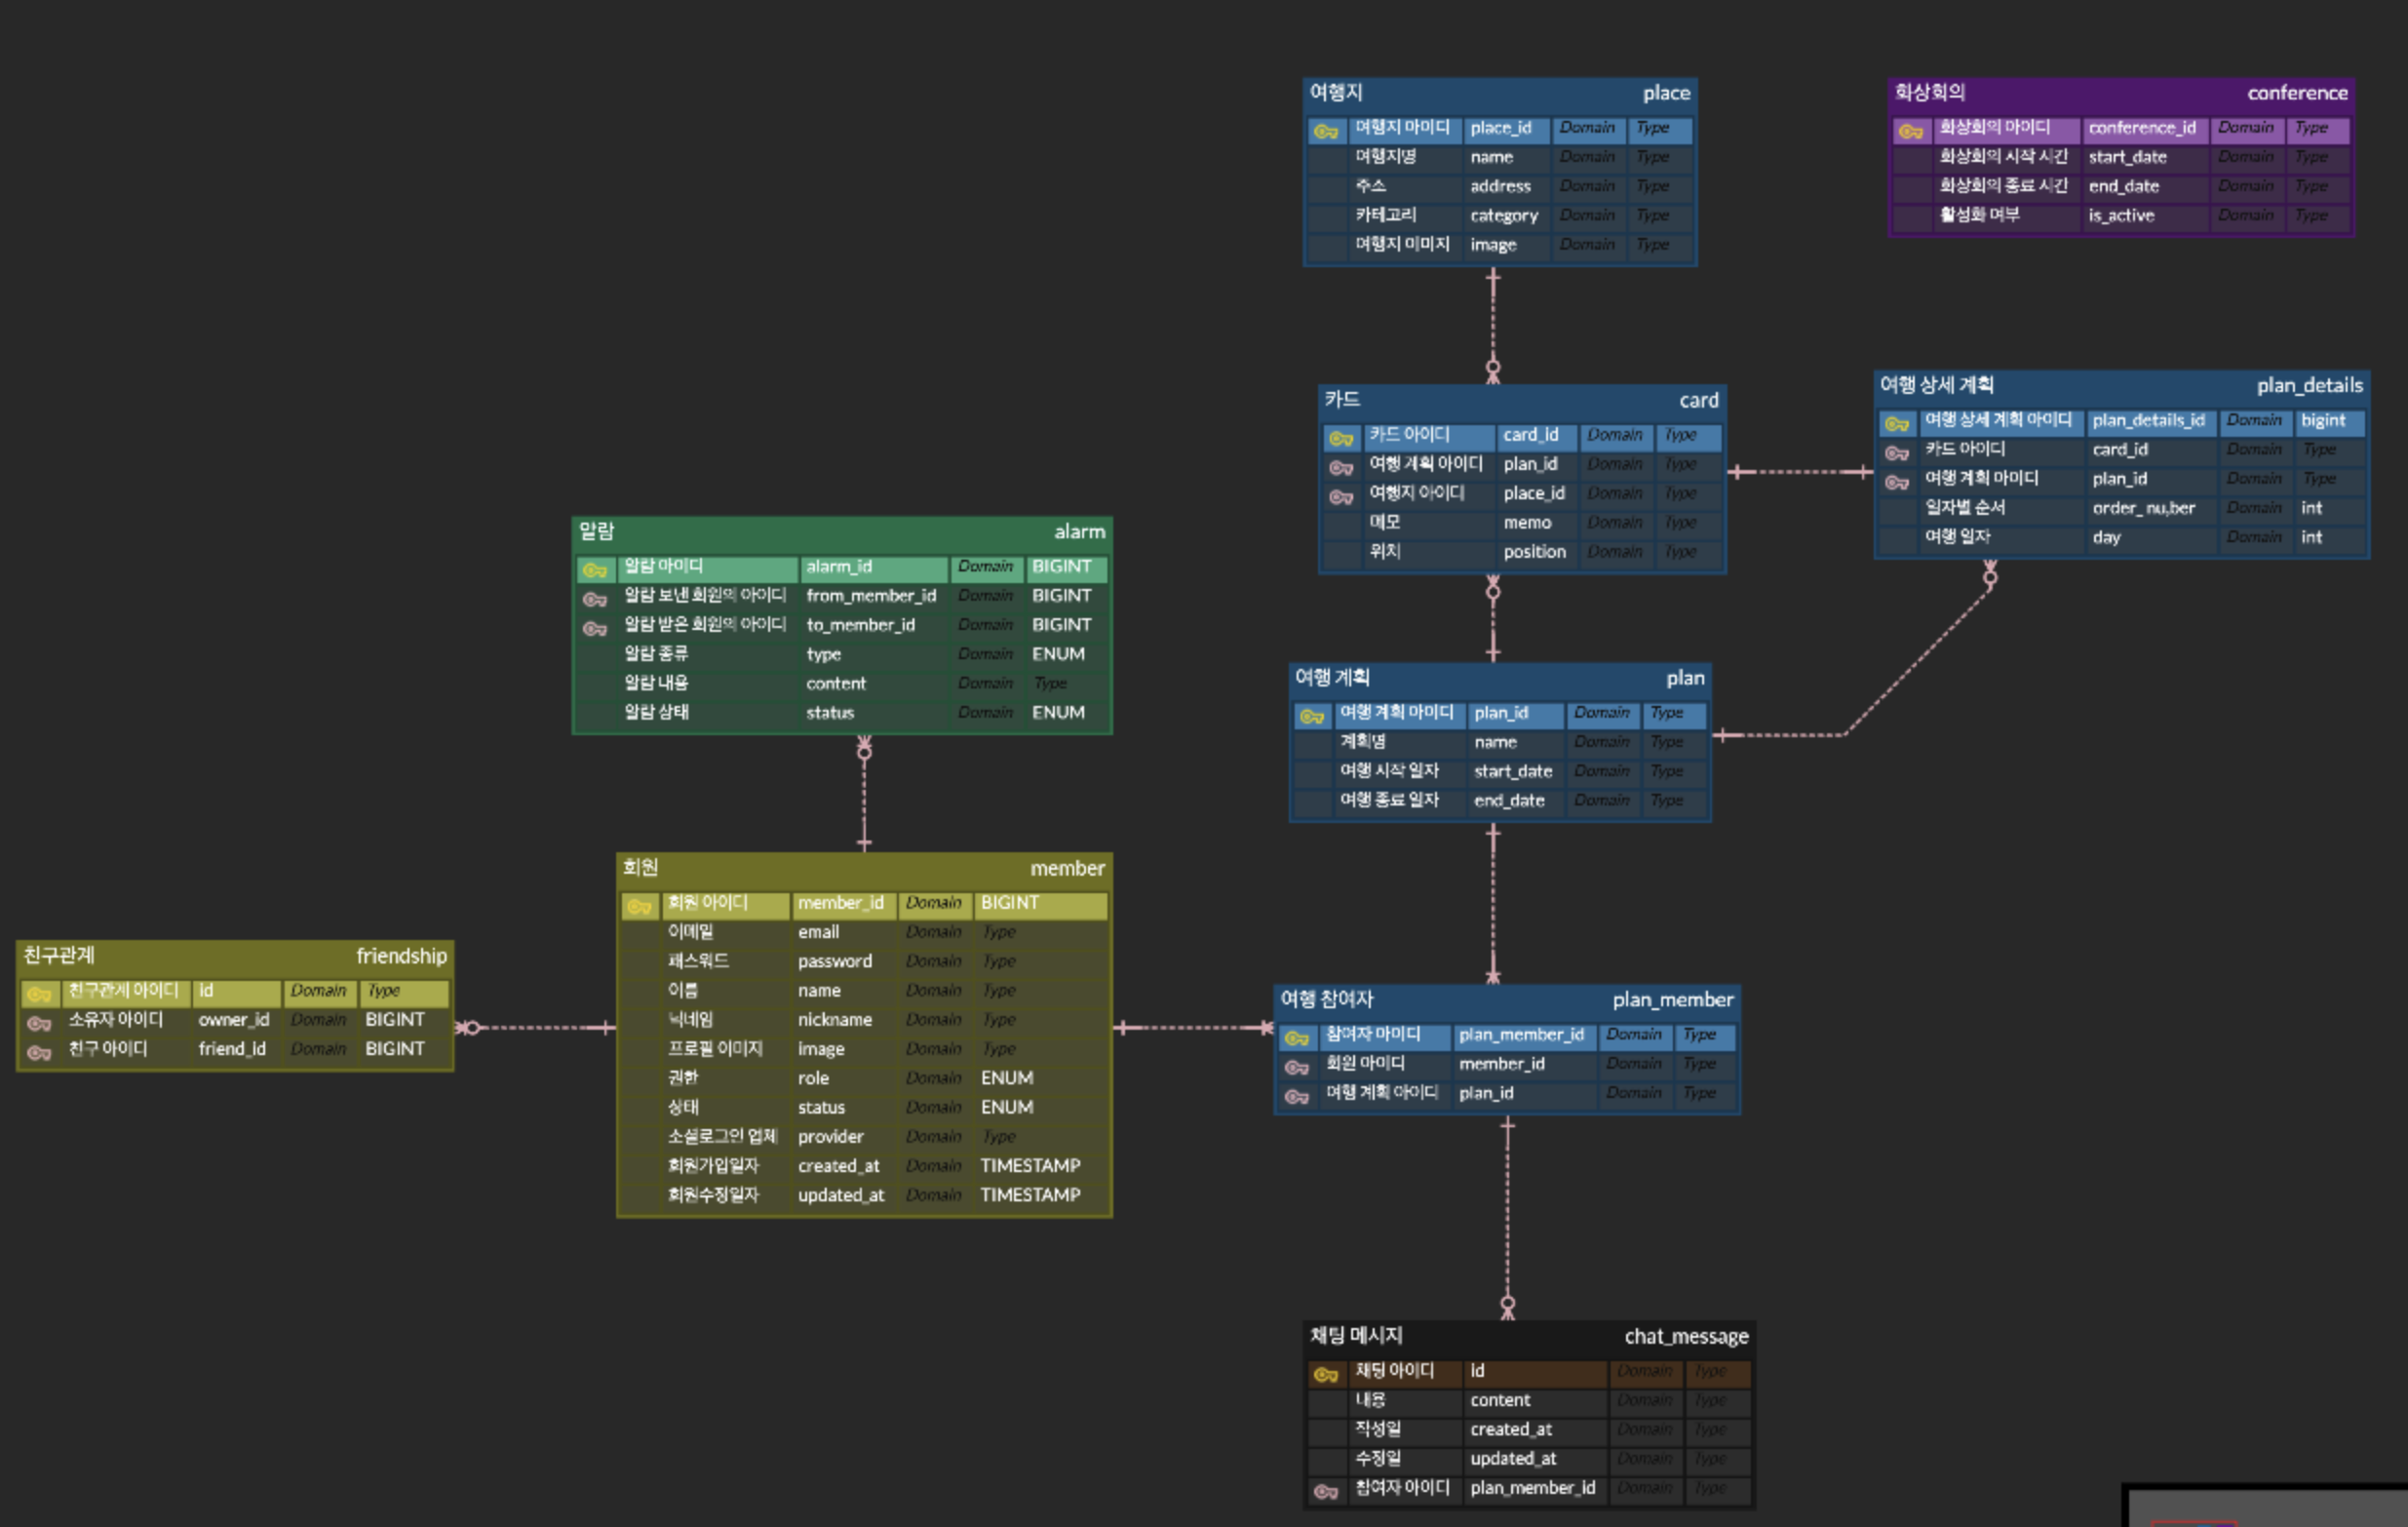 여행지 place
여행지 아이디 place_id Domain Type
여행지명 name Domain Type
주소 address Domain Type
카테고리 category Domain Type
여행지 이미지 image Domain Type
화상회의 conference
화상회의 아이디 conference_id Domain Type
화상회의 시작 시간 start_date Domain Type
화상회의 종료 시간 end_date Domain Type
활성화 여부 is_active Domain Type
카드 card
카드 아이디 card_id Domain Type
여행 계획 아이디 plan_id Domain Type
여행지 아이디 place_id Domain Type
메모 memo Domain Type
위치 position Domain Type
여행 상세 계획 plan_details
여행 상세 계획 아이디 plan_details_id Domain bigint
카드 아이디 card_id Domain Type
여행 계획 아이디 plan_id Domain Type
일자별 순서 order_nu,ber Domain int
여행 일자 day Domain int
알람 alarm
알람 아이디 alarm_id Domain BIGINT
알람 보낸 회원의 아이디 from_member_id Domain BIGINT
알람 받은 회원의 아이디 to_member_id Domain BIGINT
알람 종류 type Domain ENUM
알람 내용 content Domain Type
알람 상태 status Domain ENUM
여행 계획 plan
여행 계획 아이디 plan_id Domain Type
계획명 name Domain Type
여행 시작 일자 start_date Domain Type
여행 종료 일자 end_date Domain Type
회원 member
회원 아이디 member_id Domain BIGINT
이메일 email Domain Type
패스워드 password Domain Type
이름 name Domain Type
닉네임 nickname Domain Type
프로필 이미지 image Domain Type
권한 role Domain ENUM
상태 status Domain ENUM
소셜로그인 업체 provider Domain Type
회원가입일자 created_at Domain TIMESTAMP
회원수정일자 updated_at Domain TIMESTAMP
친구관계 friendship
친구관계 아이디 id Domain Type
소유자 아이디 owner_id Domain BIGINT
친구 아이디 friend_id Domain BIGINT
여행 참여자 plan_member
참여자 아이디 plan_member_id Domain Type
회원 아이디 member_id Domain Type
여행 계획 아이디 plan_id Domain Type
채팅 메시지 chat_message
채팅 아이디 id Domain Type
내용 content Domain Type
작성일 created_at Domain Type
수정일 updated_at Domain Type
참여자 아이디 plan_member_id Domain Type